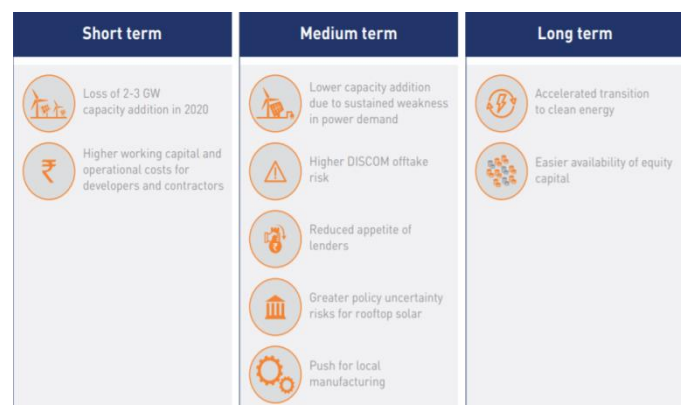 Short term
Loss of 2-3 GW
capacity addition in 2020
₹
Higher working capital and
operational costs for
developers and contractors
Medium term
Lower capacity addition
due to sustained weakness
in power demand
Higher DISCOM offtake
risk
₹
Reduced appetite of
lenders
Greater policy uncertainty
risks for rooftop solar
Push for local
manufacturing
Long term
Accelerated transition
to clean energy
Easier availability of equity
capital